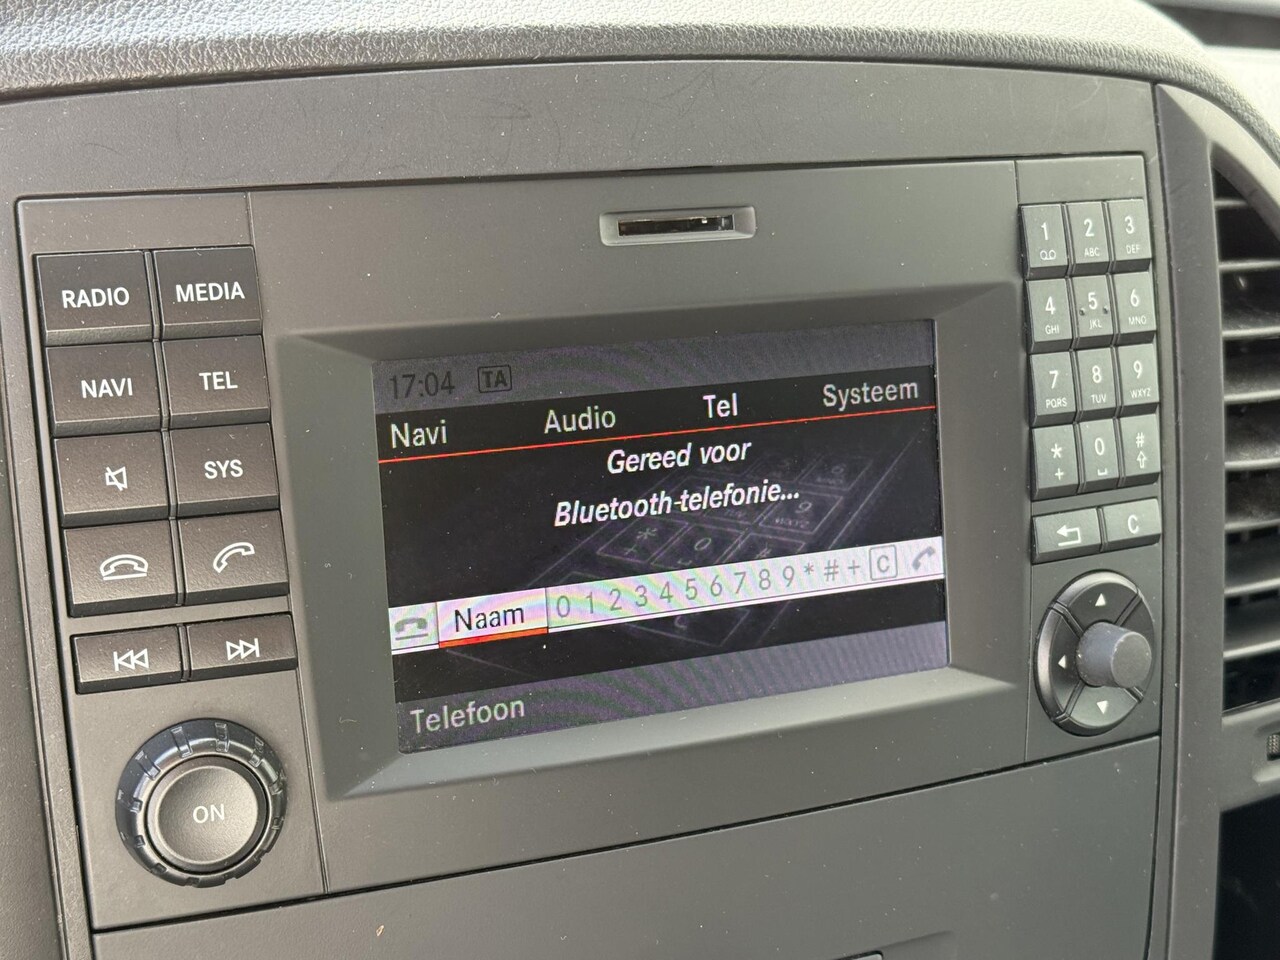 RADIO MEDIA
NAVI TEL
SYS
ON
17:04 TA
Navi Audio Tel Systeem
Gereed voor
Bluetooth-telefonie...
Naam 0 1 2 3 4 5 6 7 8 9 * # + C
Telefoon
1 2 3
ABC DEF
4 5 6
GHI JKL MNO
7 8 9
PQRS TUV WXYZ
* 0 #
+
C